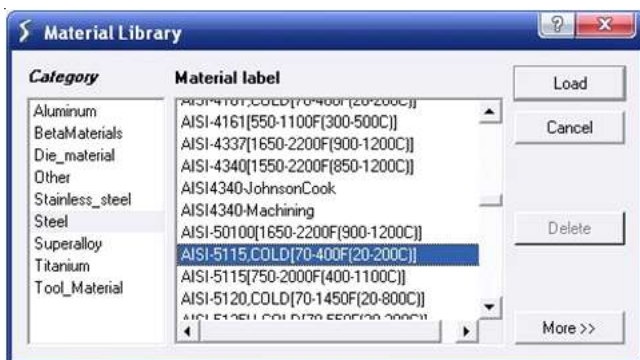 Material Library
Category
Material label
Load
Cancel
Delete
More >>
Aluminum
BetaMaterials
Die_material
Other
Stainless_steel
Steel
Superalloy
Titanium
Tool_Material
AISI-4161[550-1100F(300-500C)]
AISI-4337[1650-2200F(900-1200C)]
AISI-4340[1550-2200F(850-1200C)]
AISI4340-JohnsonCook
AISI4340-Machining
AISI-50100[1650-2200F(900-1200C)]
AISI-5115,COLD[70-400F(20-200C)]
AISI-5115[750-2000F(400-1100C)]
AISI-5120,COLD[70-1450F(20-800C)]